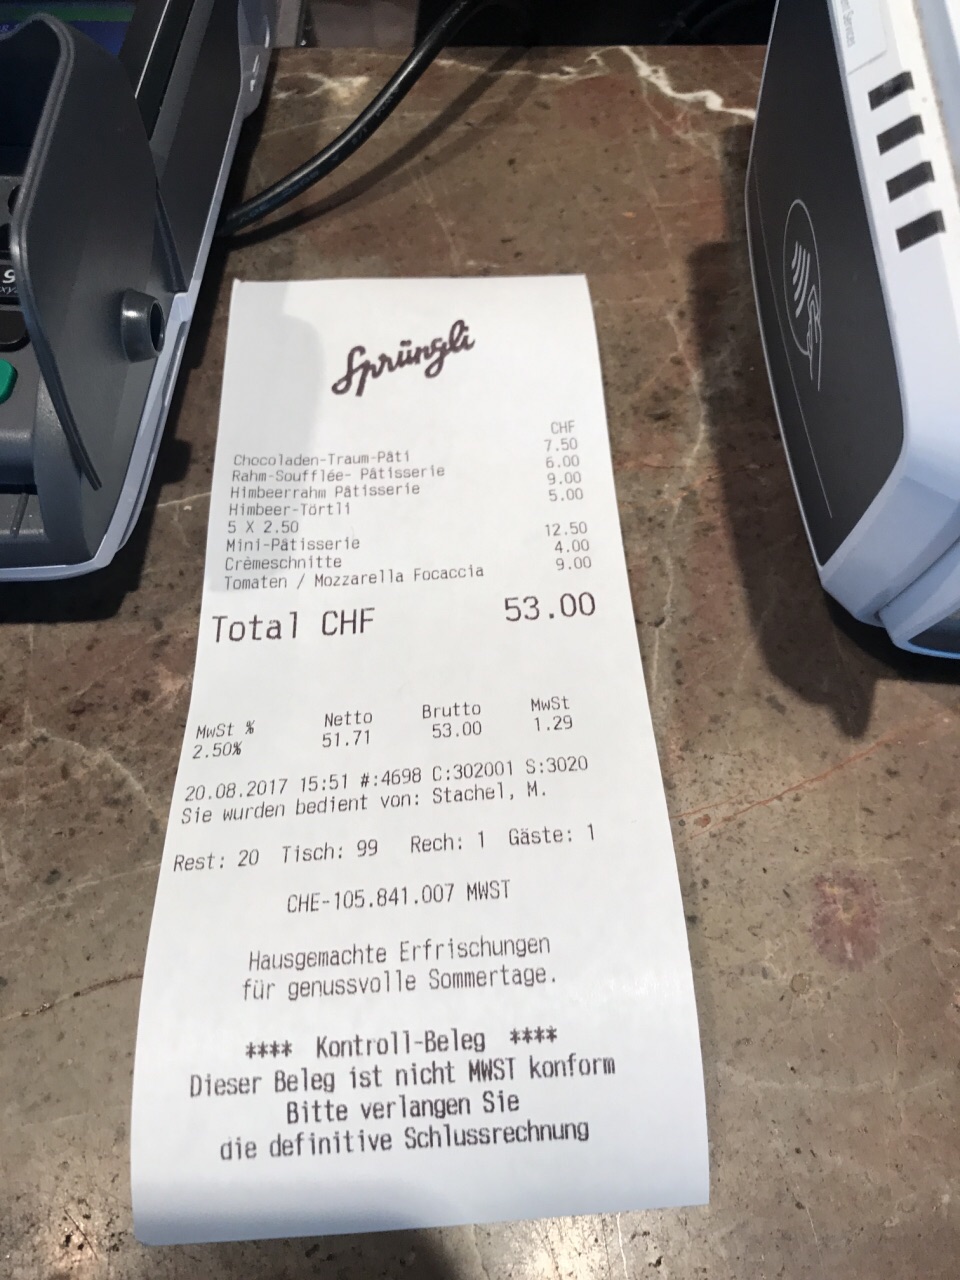 Sprüngli
CHF
Chocoladen-Traum-Pâti 7.50
Rahm-Soufflée- Pâtisserie 6.00
Himbeerrahm Pâtisserie 9.00
Himbeer-Törtli 5.00
5 X 2.50
Mini-Pâtisserie 12.50
Crèmeschnitte 4.00
Tomaten / Mozzarella Focaccia 9.00
Total CHF 53.00
MwSt % Netto Brutto MwSt
2.50% 51.71 53.00 1.29
20.08.2017 15:51 #:4698 C:302001 S:3020
Sie wurden bedient von: Stachel, M.
Rest: 20 Tisch: 99 Rech: 1 Gäste: 1
CHE-105.841.007 MWST
Hausgemachte Erfrischungen
für genussvolle Sommertage.
**** Kontroll-Beleg ****
Dieser Beleg ist nicht MWST konform
Bitte verlangen Sie
die definitive Schlussrechnung
Services
9